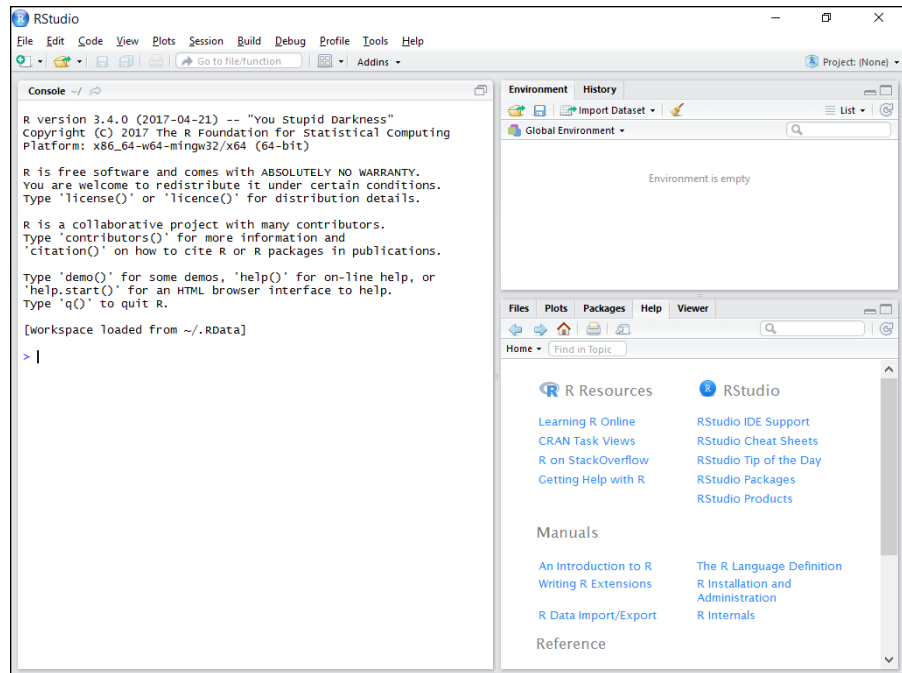 RStudio
File Edit Code View Plots Session Build Debug Profile Tools Help
Go to file/function Addins Project: (None)
Console ~/
R version 3.4.0 (2017-04-21) -- "You Stupid Darkness"
Copyright (C) 2017 The R Foundation for Statistical Computing
Platform: x86_64-w64-mingw32/x64 (64-bit)
R is free software and comes with ABSOLUTELY NO WARRANTY.
You are welcome to redistribute it under certain conditions.
Type 'license()' or 'licence()' for distribution details.
R is a collaborative project with many contributors.
Type 'contributors()' for more information and
'citation()' on how to cite R or R packages in publications.
Type 'demo()' for some demos, 'help()' for on-line help, or
'help.start()' for an HTML browser interface to help.
Type 'q()' to quit R.
[Workspace loaded from ~/.RData]
>
Environment History
Import Dataset List
Global Environment
Environment is empty
Files Plots Packages Help Viewer
Home Find in Topic
R Resources RStudio
Learning R Online RStudio IDE Support
CRAN Task Views RStudio Cheat Sheets
R on StackOverflow RStudio Tip of the Day
Getting Help with R RStudio Packages
RStudio Products
Manuals
An Introduction to R The R Language Definition
Writing R Extensions R Installation and
Administration
R Data Import/Export R Internals
Reference